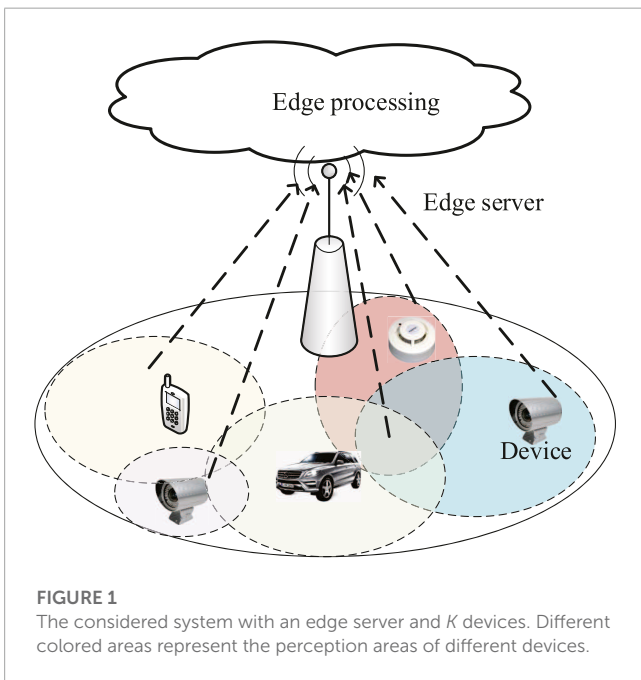 Edge processing
Edge server
Device
FIGURE 1
The considered system with an edge server and K devices. Different
colored areas represent the perception areas of different devices.